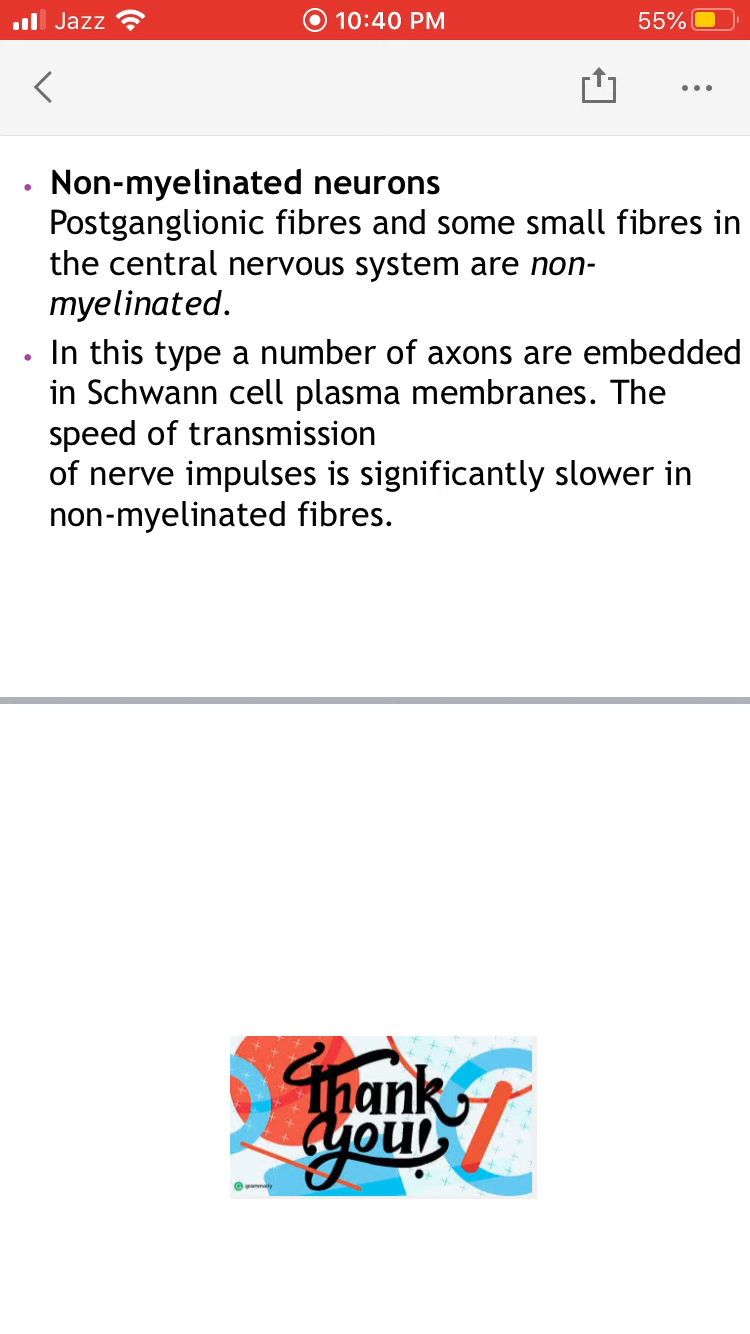 Jazz 10:40 PM 55%
• Non-myelinated neurons
Postganglionic fibres and some small fibres in
the central nervous system are non-
myelinated.
• In this type a number of axons are embedded
in Schwann cell plasma membranes. The
speed of transmission
of nerve impulses is significantly slower in
non-myelinated fibres.
Thank
you!
grammarly